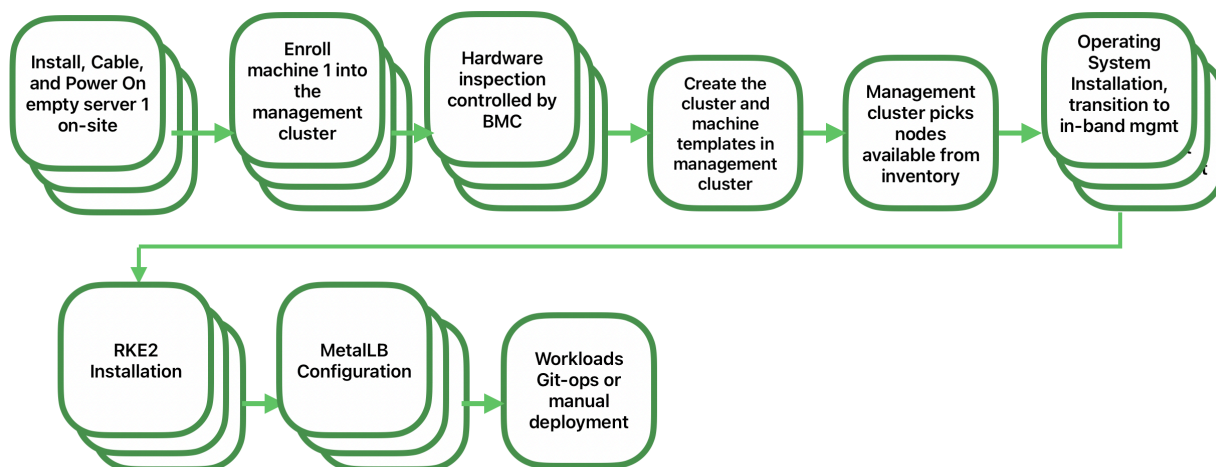 Install, Cable,
and Power On
empty server 1
on-site
Enroll
machine 1 into
the
management
cluster
Hardware
inspection
controlled by
BMC
Create the
cluster and
machine
templates in
management
cluster
Management
cluster picks
nodes
available from
inventory
Operating
System
Installation,
transition to
in-band mgmt
RKE2
Installation
MetalLB
Configuration
Workloads
Git-ops or
manual
deployment